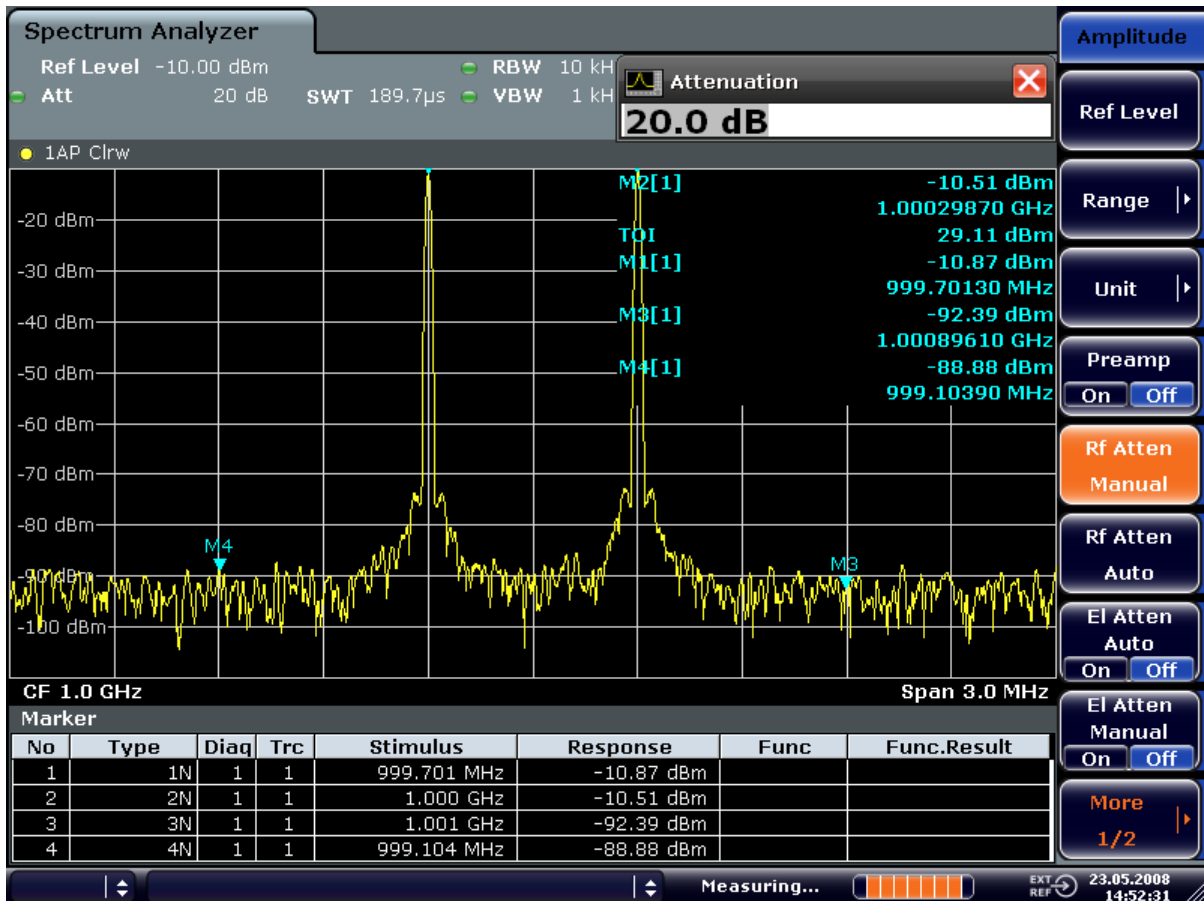 Spectrum Analyzer
Ref Level -10.00 dBm
RBW 10 kH
Att 20 dB SWT 189.7µs VBW 1 kH
Attenuation
20.0 dB
1AP Clrw
M2[1] -10.51 dBm
1.00029870 GHz
TOI 29.11 dBm
M1[1] -10.87 dBm
999.70130 MHz
M3[1] -92.39 dBm
1.00089610 GHz
M4[1] -88.88 dBm
999.10390 MHz
-20 dBm
-30 dBm
-40 dBm
-50 dBm
-60 dBm
-70 dBm
-80 dBm
-90 dBm
-100 dBm
M4
M3
CF 1.0 GHz Span 3.0 MHz
Marker
No Type Diaq Trc Stimulus Response Func Func.Result
1 1N 1 1 999.701 MHz -10.87 dBm
2 2N 1 1 1.000 GHz -10.51 dBm
3 3N 1 1 1.001 GHz -92.39 dBm
4 4N 1 1 999.104 MHz -88.88 dBm
Measuring...
EXT
REF
23.05.2008
14:52:31
Amplitude
Ref Level
Range
Unit
Preamp
On Off
Rf Atten
Manual
Rf Atten
Auto
El Atten
Auto
On Off
El Atten
Manual
On Off
More
1/2